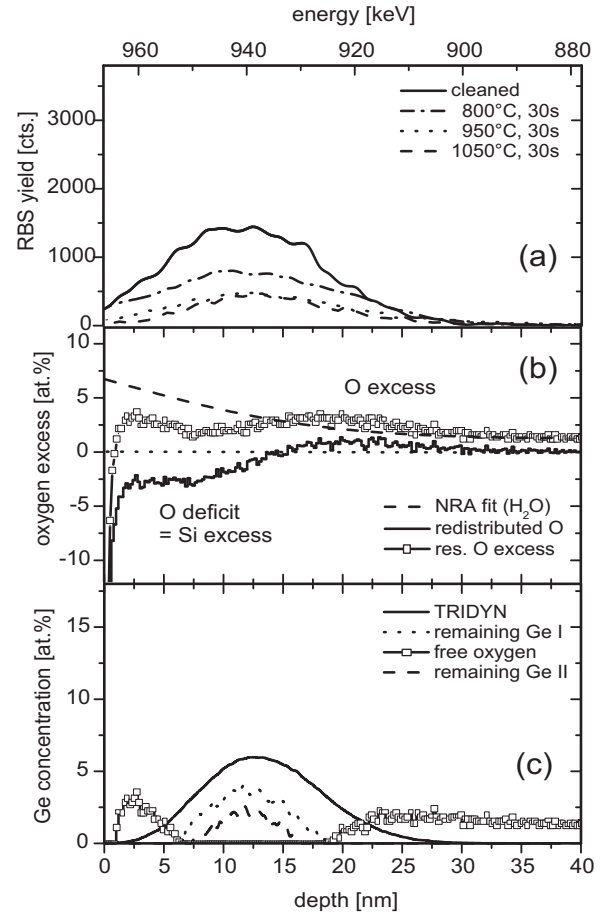 energy [keV]
960 940 920 900 880
RBS yield [cts.]
3000
2000
1000
0
cleaned
800°C, 30s
950°C, 30s
1050°C, 30s
(a)
oxygen excess [at.%]
10
5
0
-5
-10
(b)
O excess
O deficit
= Si excess
NRA fit (H₂O)
redistributed O
res. O excess
Ge concentration [at.%]
15
10
5
0
TRIDYN
remaining Ge I
free oxygen
remaining Ge II
(c)
0 5 10 15 20 25 30 35 40
depth [nm]